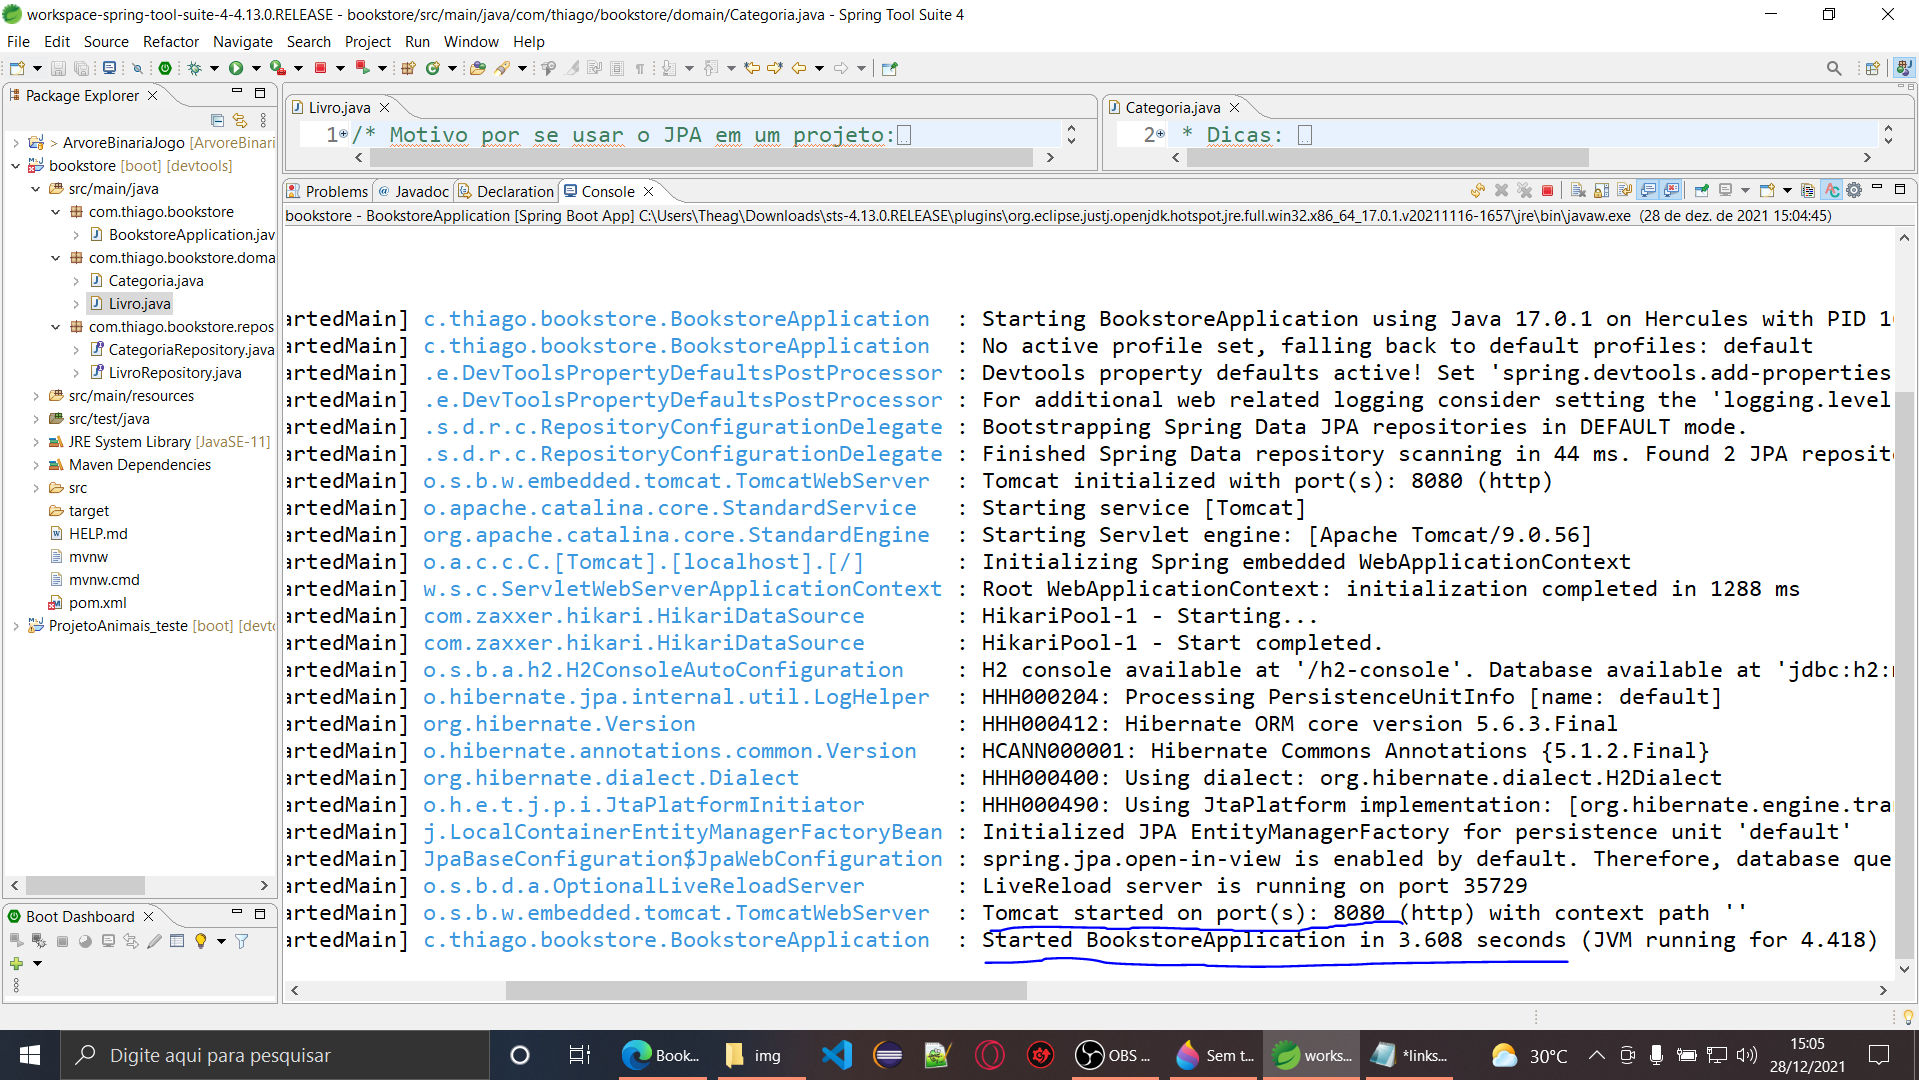 workspace-spring-tool-suite-4-4.13.0.RELEASE - bookstore/src/main/java/com/thiago/bookstore/domain/Categoria.java - Spring Tool Suite 4
File Edit Source Refactor Navigate Search Project Run Window Help
Package Explorer
> ArvoreBinariaJogo [ArvoreBinari
bookstore [boot] [devtools]
src/main/java
com.thiago.bookstore
BookstoreApplication.jav
com.thiago.bookstore.doma
Categoria.java
Livro.java
com.thiago.bookstore.repos
CategoriaRepository.java
LivroRepository.java
src/main/resources
src/test/java
JRE System Library [JavaSE-11]
Maven Dependencies
src
target
HELP.md
mvnw
mvnw.cmd
pom.xml
ProjetoAnimais_teste [boot] [devto
Boot Dashboard
Livro.java
1 /* Motivo por se usar o JPA em um projeto:
Categoria.java
2 * Dicas:
Problems @ Javadoc Declaration Console
bookstore - BookstoreApplication [Spring Boot App] C:\Users\Theag\Downloads\sts-4.13.0.RELEASE\plugins\org.eclipse.justj.openjdk.hotspot.jre.full.win32.x86_64_17.0.1.v20211116-1657\jre\bin\javaw.exe (28 de dez. de 2021 15:04:45)
artedMain] c.thiago.bookstore.BookstoreApplication : Starting BookstoreApplication using Java 17.0.1 on Hercules with PID 1
artedMain] c.thiago.bookstore.BookstoreApplication : No active profile set, falling back to default profiles: default
artedMain] .e.DevToolsPropertyDefaultsPostProcessor : Devtools property defaults active! Set 'spring.devtools.add-properties
artedMain] .e.DevToolsPropertyDefaultsPostProcessor : For additional web related logging consider setting the 'logging.level
artedMain] .s.d.r.c.RepositoryConfigurationDelegate : Bootstrapping Spring Data JPA repositories in DEFAULT mode.
artedMain] .s.d.r.c.RepositoryConfigurationDelegate : Finished Spring Data repository scanning in 44 ms. Found 2 JPA reposit
artedMain] o.s.b.w.embedded.tomcat.TomcatWebServer : Tomcat initialized with port(s): 8080 (http)
artedMain] o.apache.catalina.core.StandardService : Starting service [Tomcat]
artedMain] org.apache.catalina.core.StandardEngine : Starting Servlet engine: [Apache Tomcat/9.0.56]
artedMain] o.a.c.c.C.[Tomcat].[localhost].[/] : Initializing Spring embedded WebApplicationContext
artedMain] w.s.c.ServletWebServerApplicationContext : Root WebApplicationContext: initialization completed in 1288 ms
artedMain] com.zaxxer.hikari.HikariDataSource : HikariPool-1 - Starting...
artedMain] com.zaxxer.hikari.HikariDataSource : HikariPool-1 - Start completed.
artedMain] o.s.b.a.h2.H2ConsoleAutoConfiguration : H2 console available at '/h2-console'. Database available at 'jdbc:h2:
artedMain] o.hibernate.jpa.internal.util.LogHelper : HHH000204: Processing PersistenceUnitInfo [name: default]
artedMain] org.hibernate.Version : HHH000412: Hibernate ORM core version 5.6.3.Final
artedMain] o.hibernate.annotations.common.Version : HCANN000001: Hibernate Commons Annotations {5.1.2.Final}
artedMain] org.hibernate.dialect.Dialect : HHH000400: Using dialect: org.hibernate.dialect.H2Dialect
artedMain] o.h.e.t.j.p.i.JtaPlatformInitiator : HHH000490: Using JtaPlatform implementation: [org.hibernate.engine.tra
artedMain] j.LocalContainerEntityManagerFactoryBean : Initialized JPA EntityManagerFactory for persistence unit 'default'
artedMain] JpaBaseConfiguration$JpaWebConfiguration : spring.jpa.open-in-view is enabled by default. Therefore, database que
artedMain] o.s.b.d.a.OptionalLiveReloadServer : LiveReload server is running on port 35729
artedMain] o.s.b.w.embedded.tomcat.TomcatWebServer : Tomcat started on port(s): 8080 (http) with context path ''
artedMain] c.thiago.bookstore.BookstoreApplication : Started BookstoreApplication in 3.608 seconds (JVM running for 4.418)
Digite aqui para pesquisar
Book...
img
OBS ...
Sem t...
works...
*links...
30°C
15:05
28/12/2021